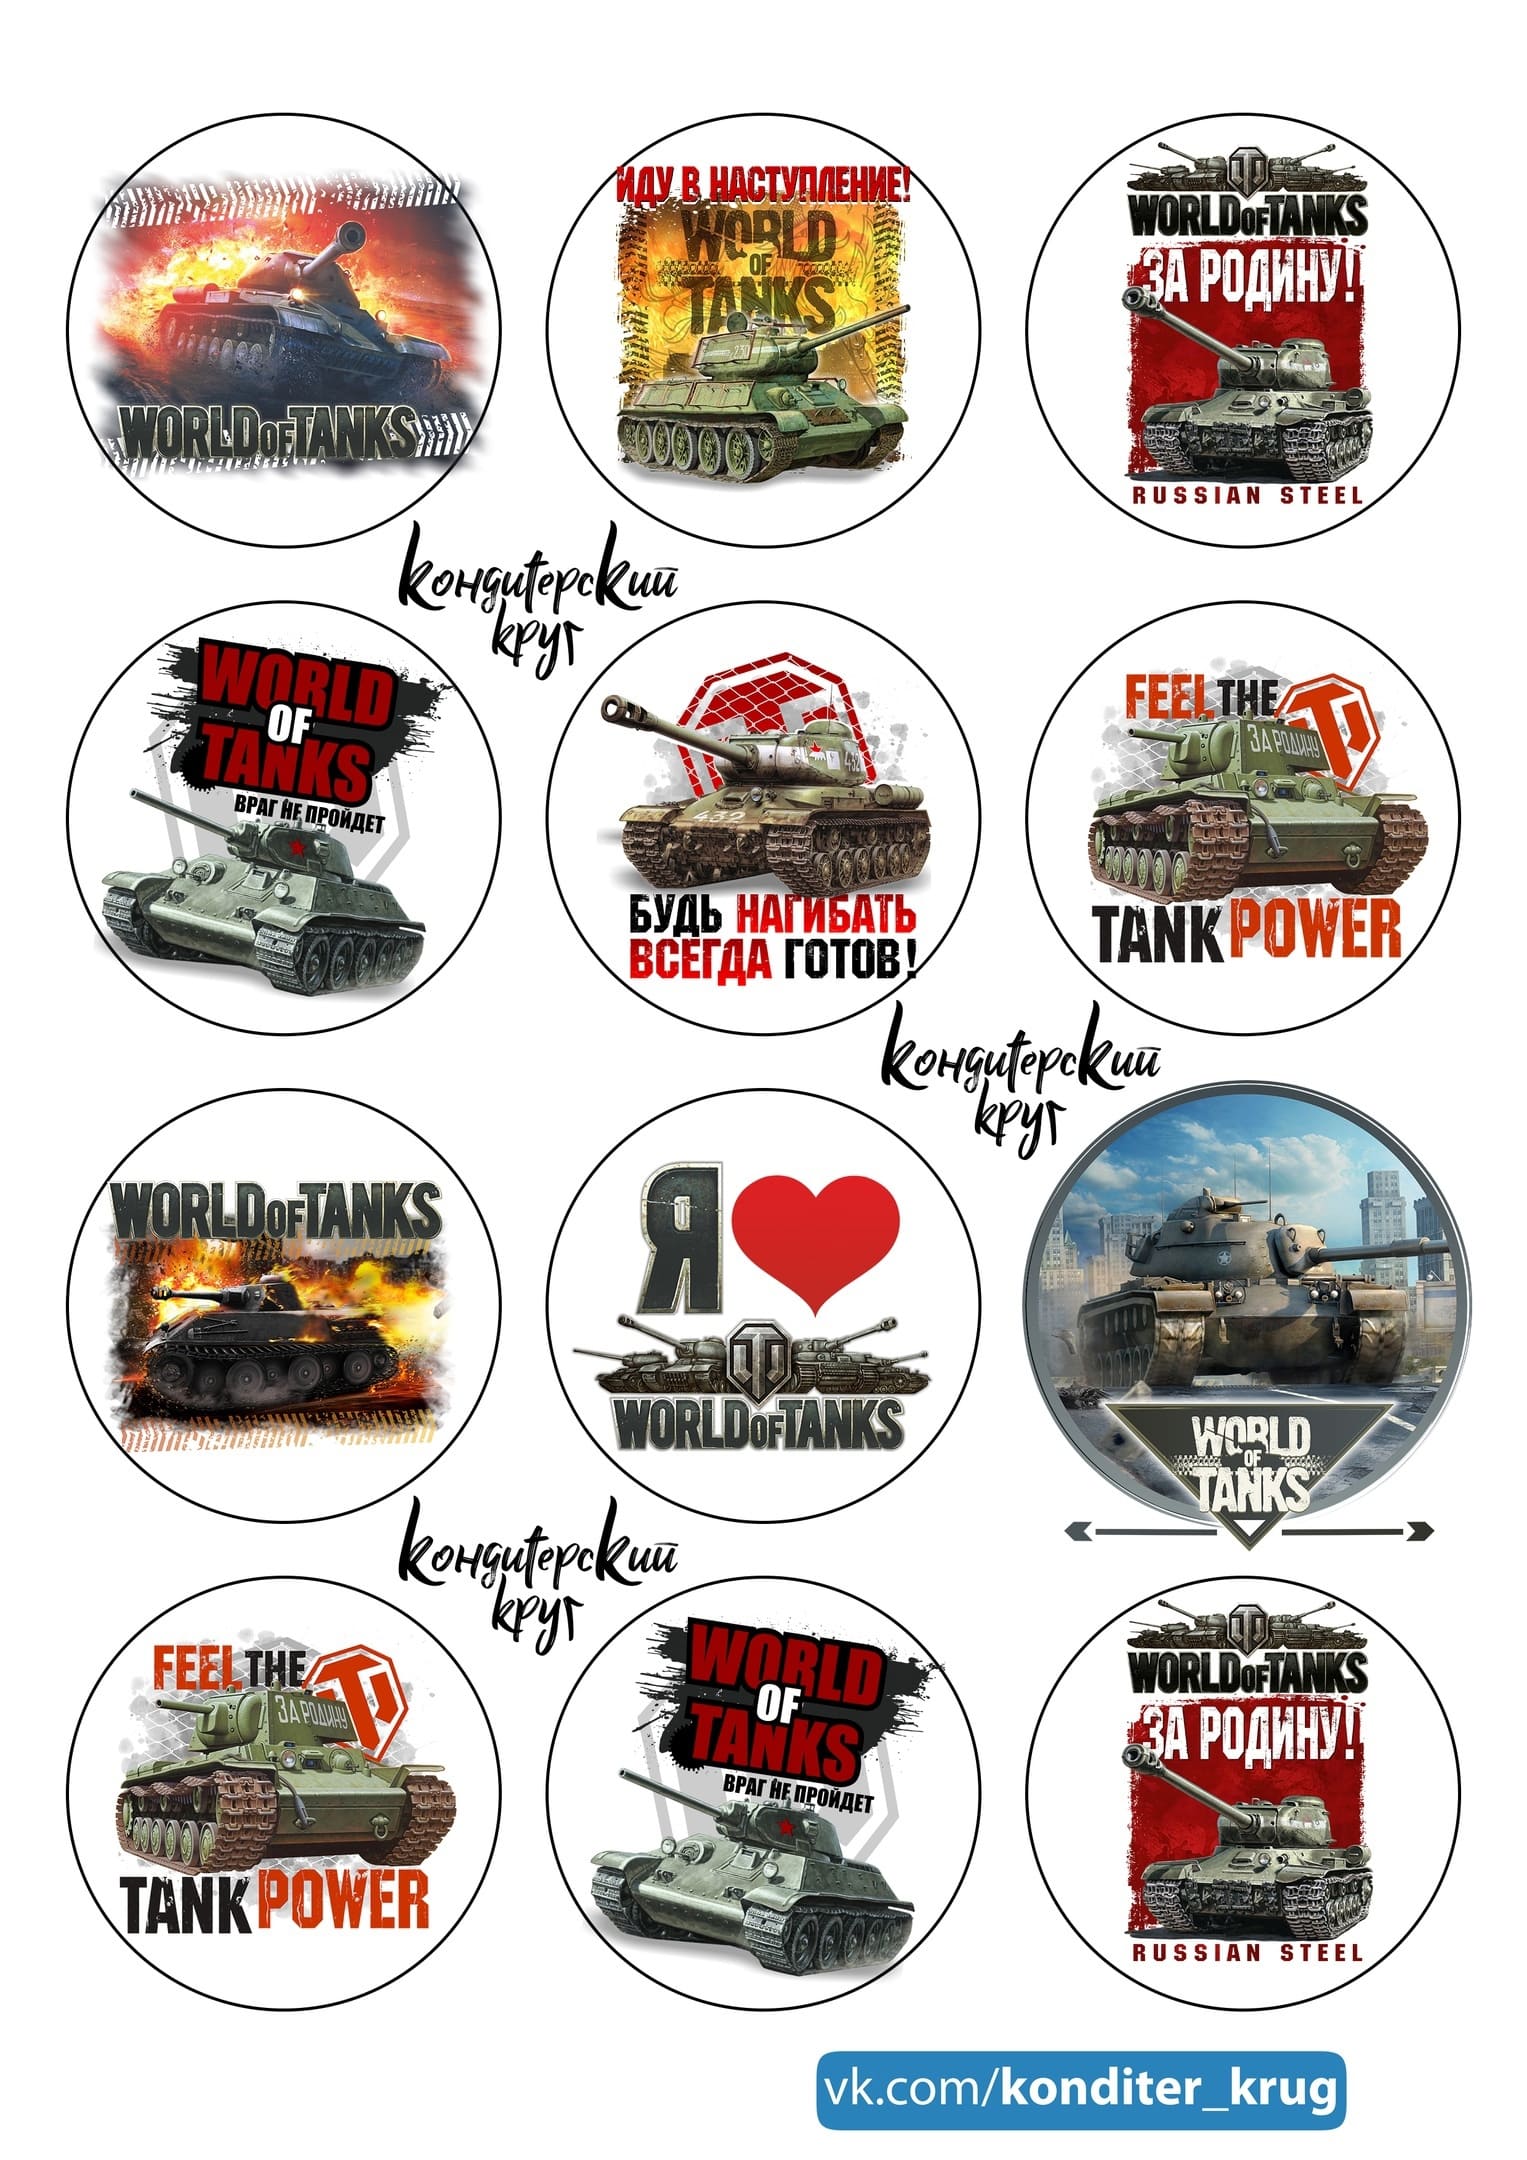 WORLD OF TANKS
ИДУ В НАСТУПЛЕНИЕ!
WORLD
OF
TANKS
230
WORLD OF TANKS
ЗА РОДИНУ!
RUSSIAN STEEL
Кондитерский
круг
WORLD
OF
TANKS
ВРАГ НЕ ПРОЙДЕТ
432
432
БУДЬ НАГИБАТЬ
ВСЕГДА ГОТОВ!
FEEL THE
ЗА РОДИНУ
TANK POWER
Кондитерский
круг
WORLD OF TANKS
Я
WORLD OF TANKS
WORLD
OF
TANKS
Кондитерский
круг
FEEL THE
ЗА РОДИНУ
TANK POWER
WORLD
OF
TANKS
ВРАГ НЕ ПРОЙДЕТ
WORLD OF TANKS
ЗА РОДИНУ!
RUSSIAN STEEL
vk.com/konditer_krug